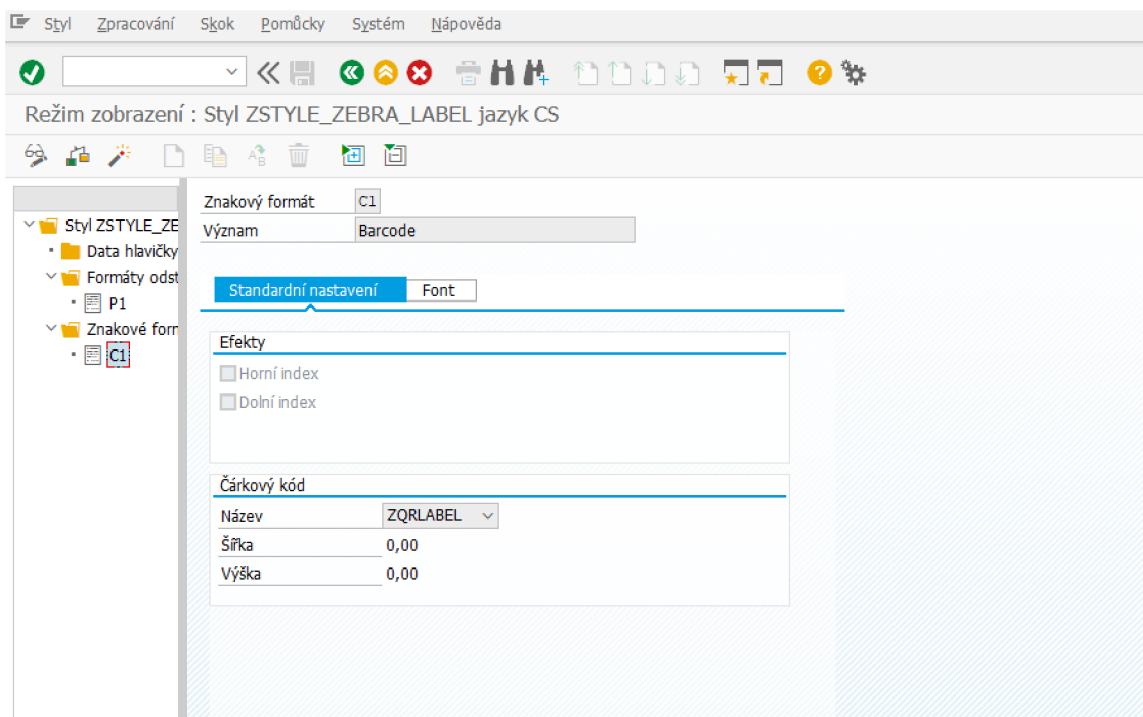 Styl Zpracování Skok Pomůcky Systém Nápověda
Režim zobrazení : Styl ZSTYLE_ZEBRA_LABEL jazyk CS
Znakový formát C1
Význam Barcode
Styl ZSTYLE_ZE
Data hlavičky
Formáty odst
P1
Znakové form
C1
Standardní nastavení Font
Efekty
Horní index
Dolní index
Čárkový kód
Název ZQRLABEL
Šířka 0,00
Výška 0,00